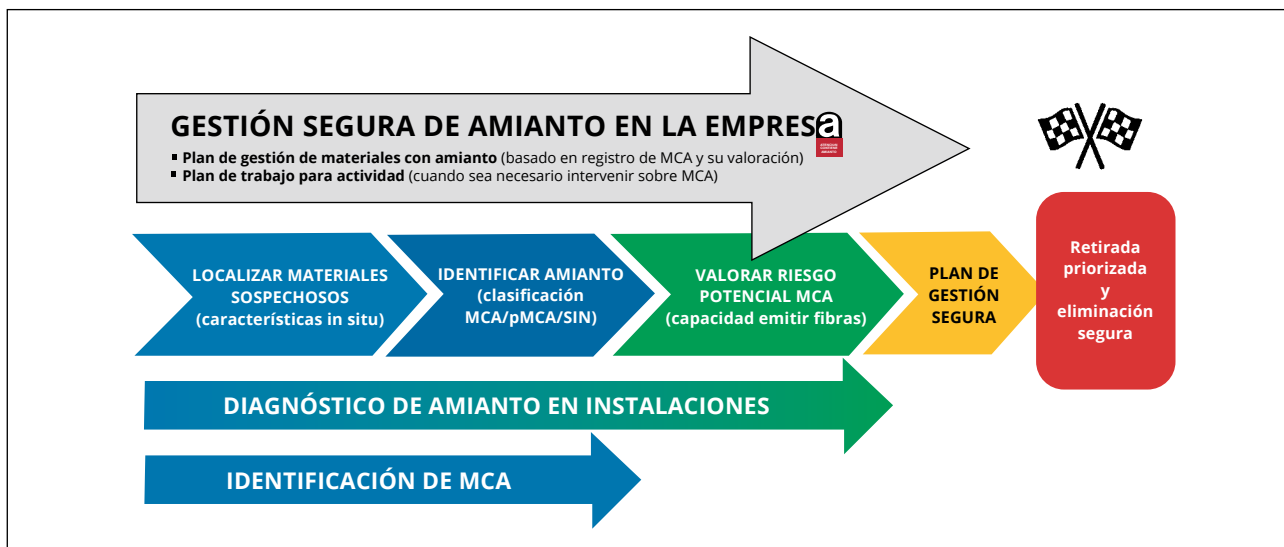 GESTIÓN SEGURA DE AMIANTO EN LA EMPRESa
▪ Plan de gestión de materiales con amianto (basado en registro de MCA y su valoración)
▪ Plan de trabajo para actividad (cuando sea necesario intervenir sobre MCA)
ATENCIÓN
CONTIENE
AMIANTO
LOCALIZAR MATERIALES
SOSPECHOSOS
(características in situ)
IDENTIFICAR AMIANTO
(clasificación
MCA/pMCA/SIN)
VALORAR RIESGO
POTENCIAL MCA
(capacidad emitir fibras)
PLAN DE
GESTIÓN
SEGURA
Retirada
priorizada
y
eliminación
segura
DIAGNÓSTICO DE AMIANTO EN INSTALACIONES
IDENTIFICACIÓN DE MCA